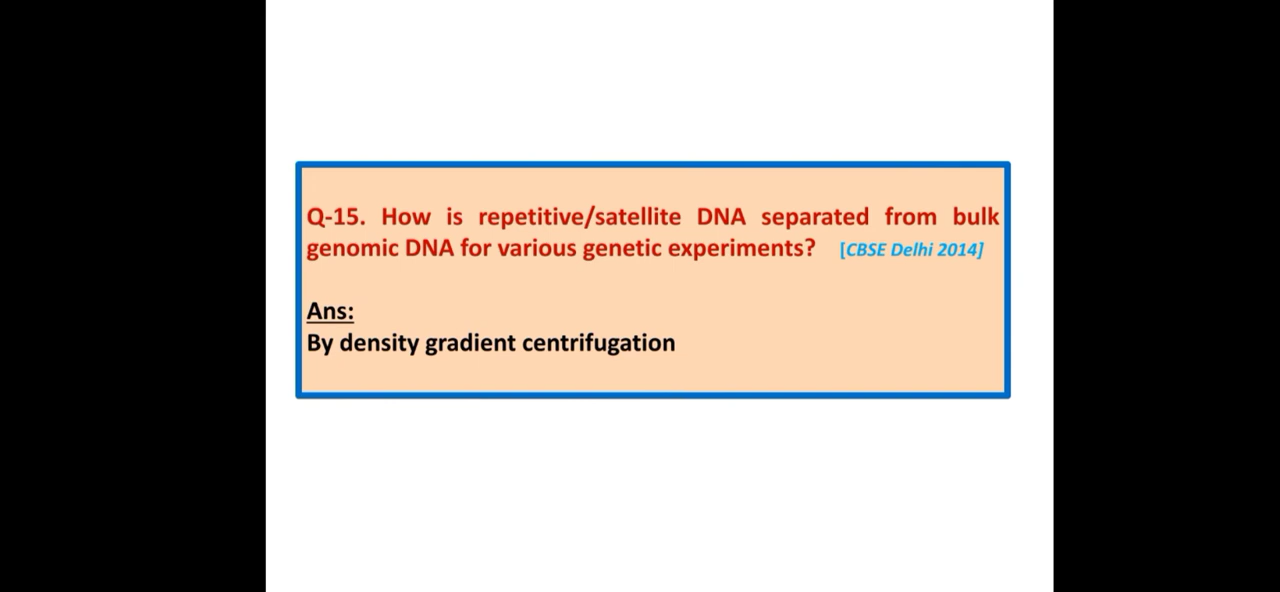 Q-15. How is repetitive/satellite DNA separated from bulk
genomic DNA for various genetic experiments? [CBSE Delhi 2014]
Ans:
By density gradient centrifugation